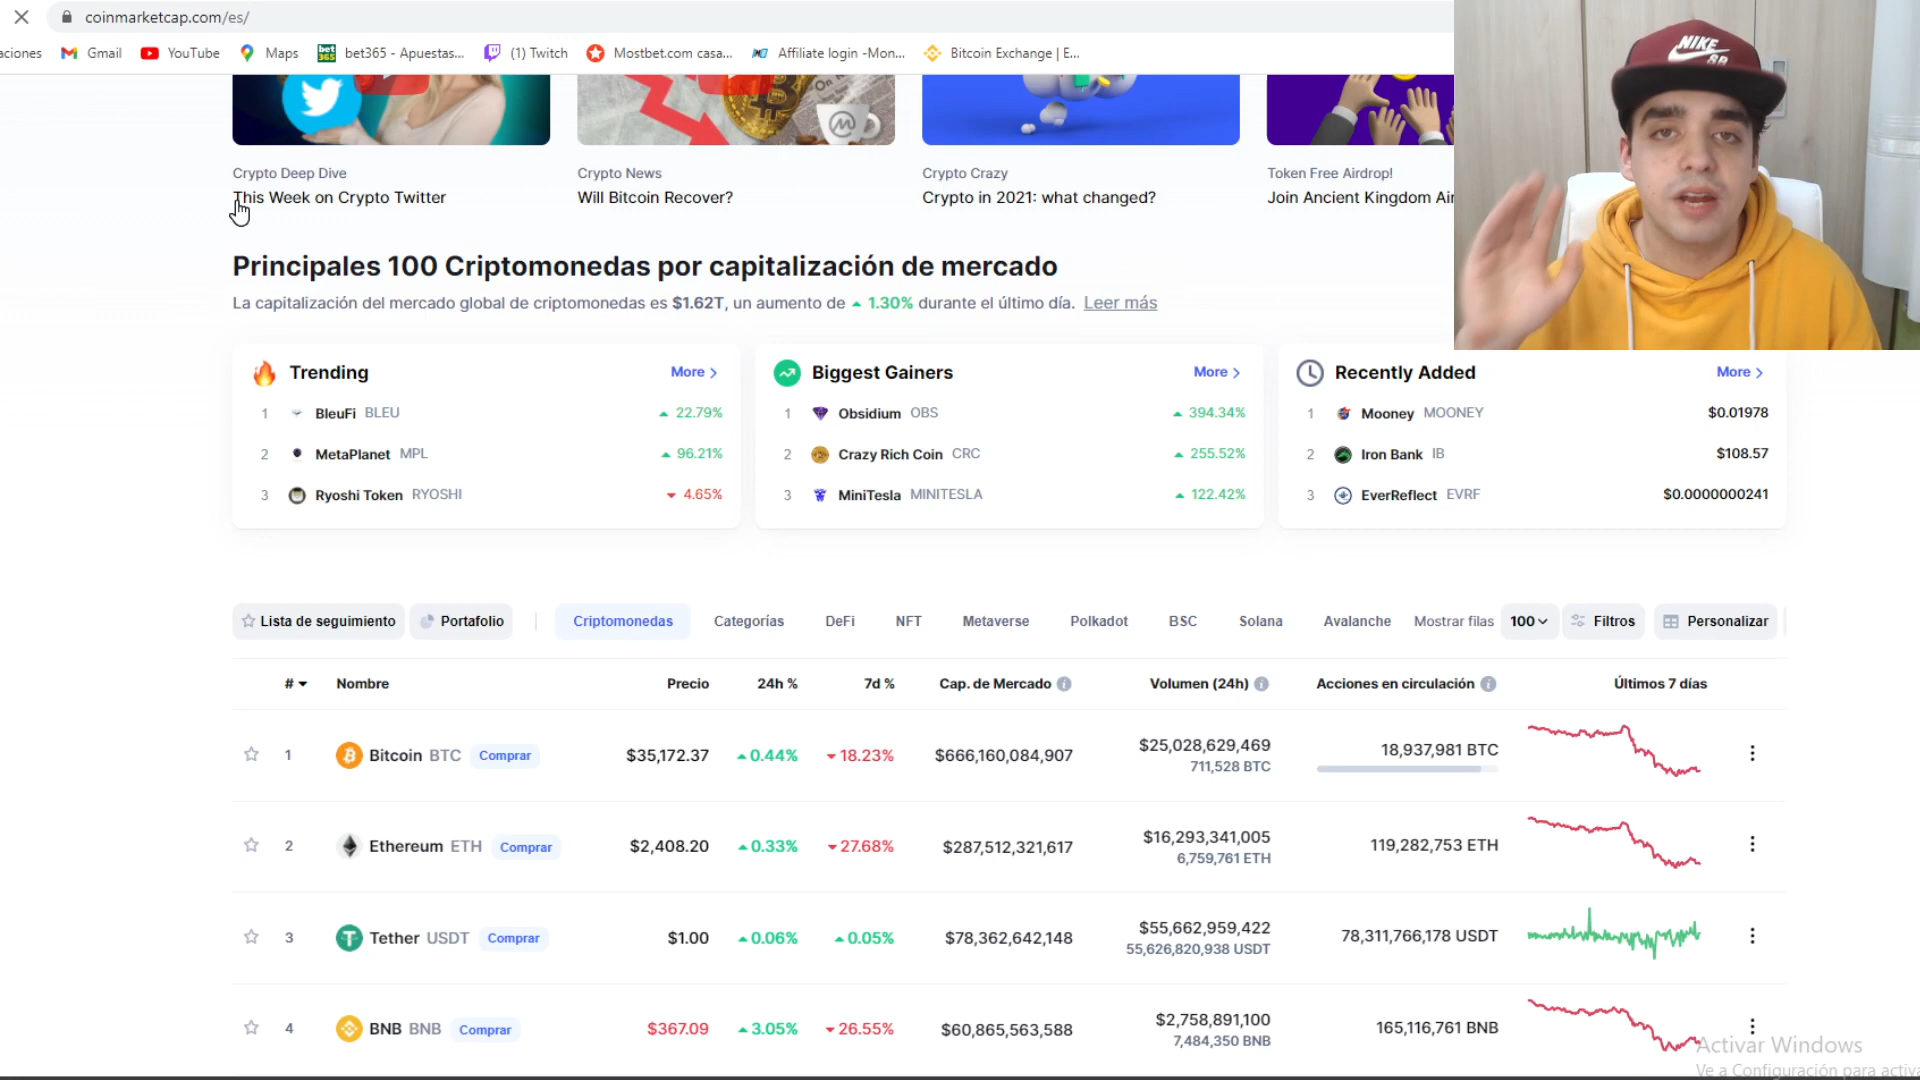 coinmarketcap.com/es/
aciones Gmail YouTube Maps bet365 - Apuestas... (1) Twitch Mostbet.com casa... Affiliate login -Mon... Bitcoin Exchange | E...
Crypto Deep Dive
This Week on Crypto Twitter
Crypto News
Will Bitcoin Recover?
Crypto Crazy
Crypto in 2021: what changed?
Token Free Airdrop!
Join Ancient Kingdom Air
NIKE
SB
Principales 100 Criptomonedas por capitalización de mercado
La capitalización del mercado global de criptomonedas es $1.62T, un aumento de 1.30% durante el último día. Leer más
Trending More >
1 BleuFi BLEU 22.79%
2 MetaPlanet MPL 96.21%
3 Ryoshi Token RYOSHI 4.65%
Biggest Gainers More >
1 Obsidium OBS 394.34%
2 Crazy Rich Coin CRC 255.52%
3 MiniTesla MINITESLA 122.42%
Recently Added More >
1 Mooney MOONEY $0.01978
2 Iron Bank IB $108.57
3 EverReflect EVRF $0.0000000241
Lista de seguimiento Portafolio Criptomonedas Categorías DeFi NFT Metaverse Polkadot BSC Solana Avalanche Mostrar filas 100 Filtros Personalizar
# Nombre Precio 24h % 7d % Cap. de Mercado Volumen (24h) Acciones en circulación Últimos 7 días
1 Bitcoin BTC Comprar $35,172.37 0.44% 18.23% $666,160,084,907 $25,028,629,469 18,937,981 BTC
711,528 BTC
2 Ethereum ETH Comprar $2,408.20 0.33% 27.68% $287,512,321,617 $16,293,341,005 119,282,753 ETH
6,759,761 ETH
3 Tether USDT Comprar $1.00 0.06% 0.05% $78,362,642,148 $55,662,959,422 78,311,766,178 USDT
55,626,820,938 USDT
4 BNB BNB Comprar $367.09 3.05% 26.55% $60,865,563,588 $2,758,891,100 165,116,761 BNB
7,484,350 BNB
Activar Windows
Ve a Configuración para activa